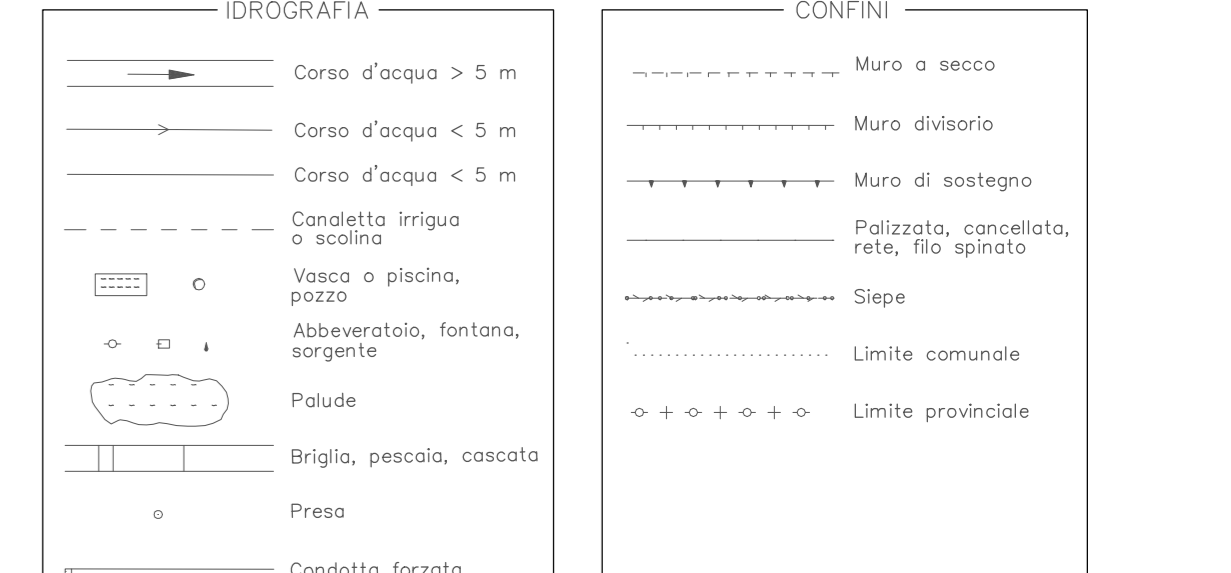 IDROGRAFIA
Corso d'acqua > 5 m
Corso d'acqua < 5 m
Corso d'acqua < 5 m
Canaletta irrigua
o scolina
Vasca o piscina,
pozzo
Abbeveratoio, fontana,
sorgente
Palude
Briglia, pescaia, cascata
Presa
Condotta forzata
CONFINI
Muro a secco
Muro divisorio
Muro di sostegno
Palizzata, cancellata,
rete, filo spinato
Siepe
Limite comunale
Limite provinciale